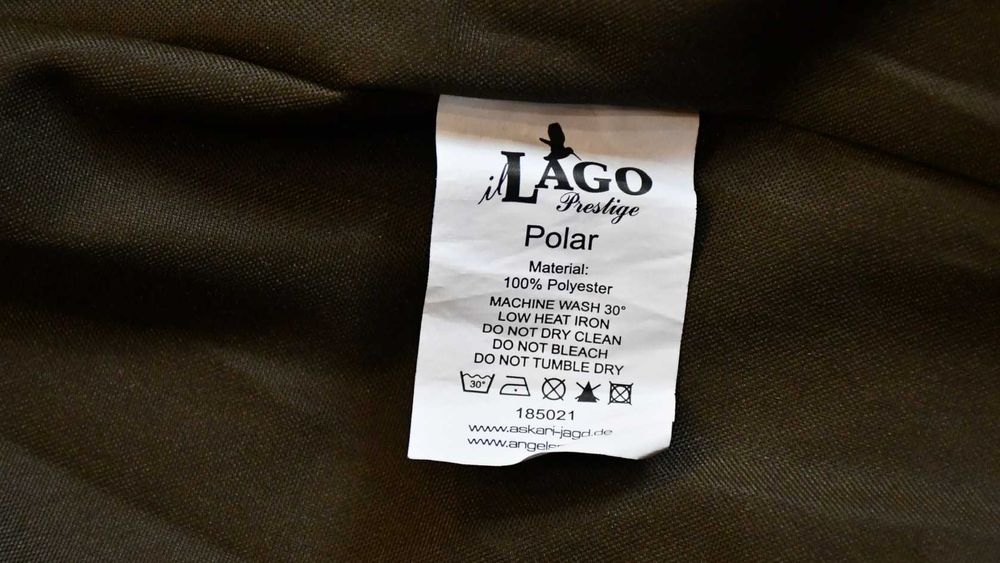 il LAGO
Prestige
Polar
Material:
100% Polyester
MACHINE WASH 30°
LOW HEAT IRON
DO NOT DRY CLEAN
DO NOT BLEACH
DO NOT TUMBLE DRY
30°
185021
www.askari-jagd.de